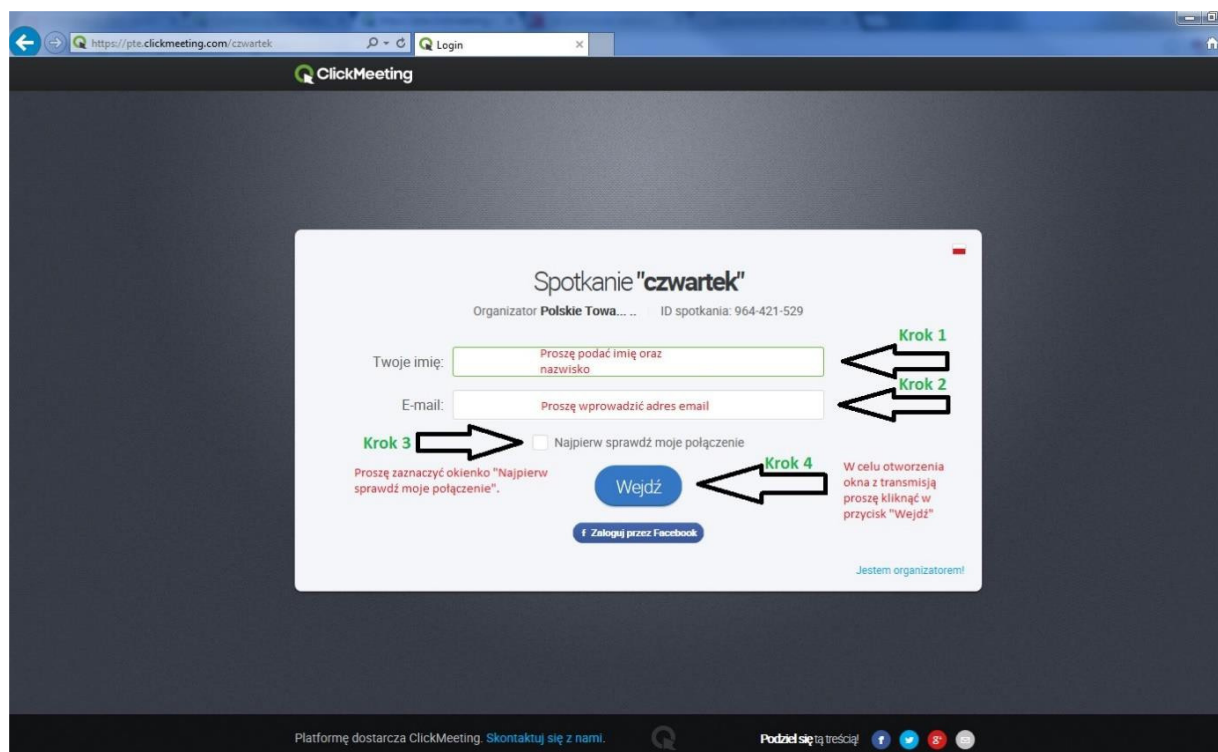 https://pte.clickmeeting.com/czwartek
Login
ClickMeeting
Spotkanie "czwartek"
Organizator Polskie Towa... .. ID spotkania: 964-421-529
Krok 1
Twoje imię: Proszę podać imię oraz
nazwisko
Krok 2
E-mail: Proszę wprowadzić adres email
Krok 3
Najpierw sprawdź moje połączenie
Proszę zaznaczyć okienko "Najpierw
sprawdź moje połączenie".
Wejdź
Krok 4
W celu otworzenia
okna z transmisją
proszę kliknąć w
przycisk "Wejdź"
f Zaloguj przez Facebook
Jestem organizatorem!
Platformę dostarcza ClickMeeting. Skontaktuj się z nami.
Podziel się tą treścią!